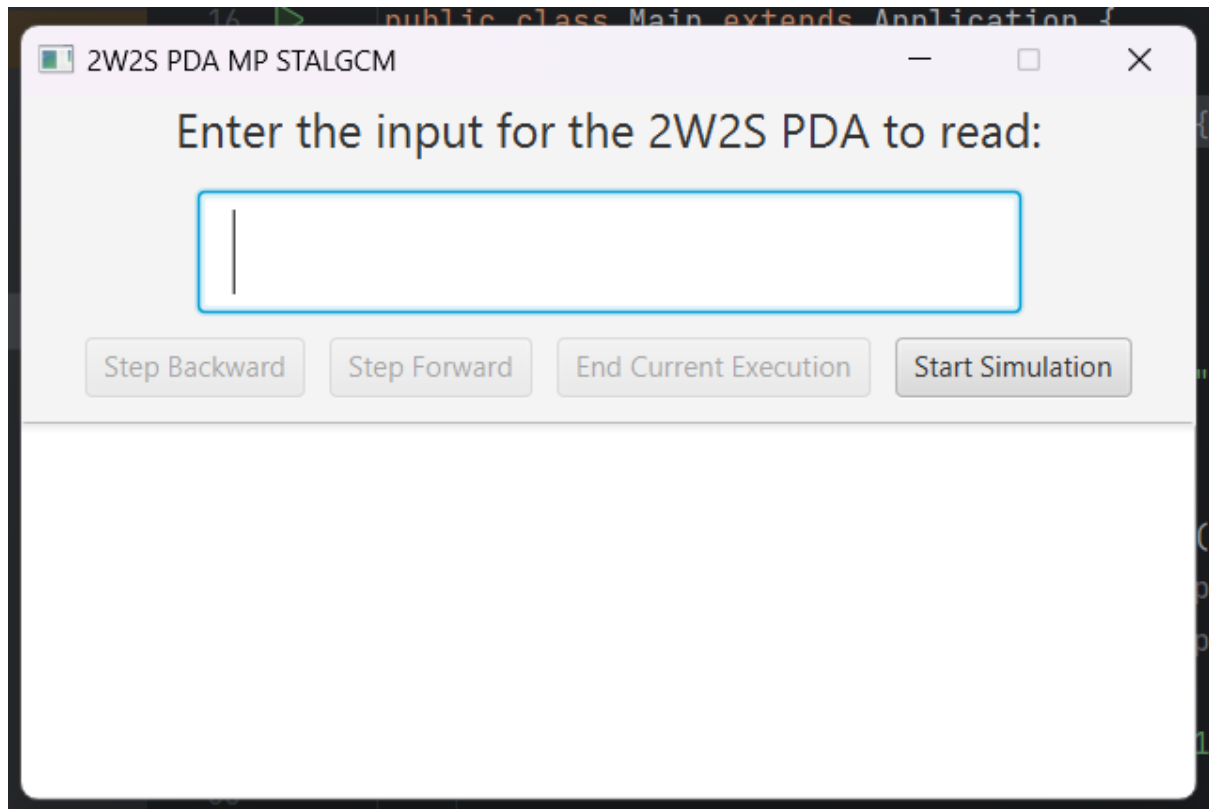 16 public class Main extends Application {
2W2S PDA MP STALGCM
Enter the input for the 2W2S PDA to read:
Step Backward Step Forward End Current Execution Start Simulation